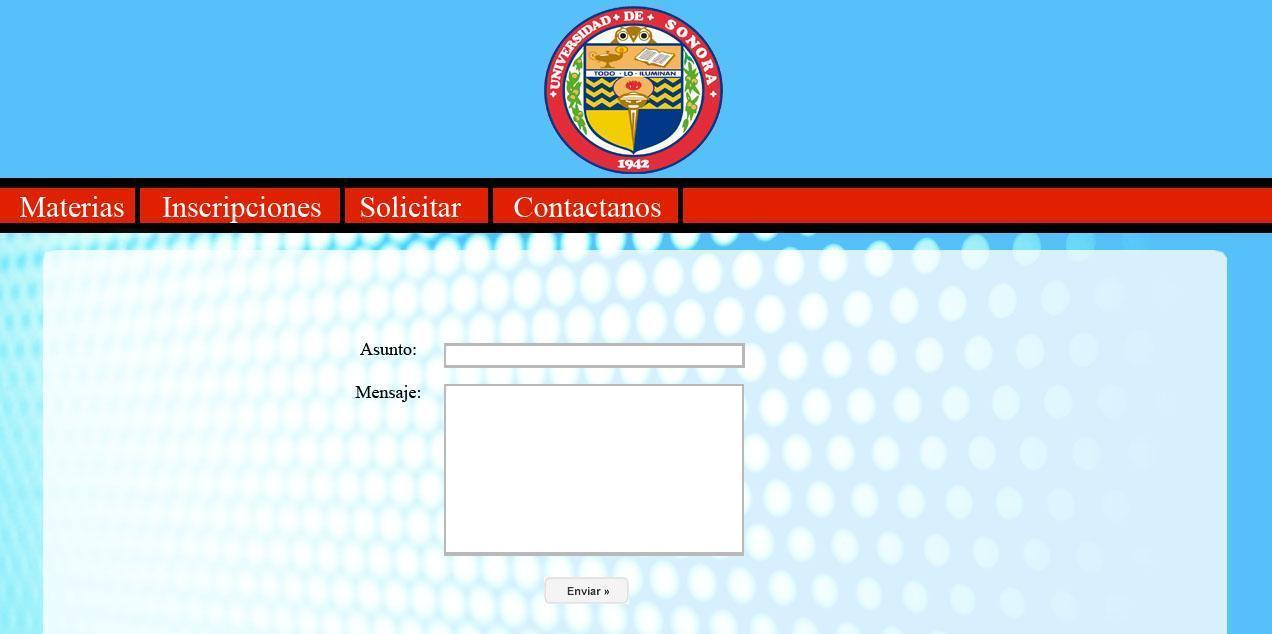 UNIVERSIDAD DE SONORA
TODO · LO · ILUMINAN
1942
Materias
Inscripciones
Solicitar
Contactanos
Asunto:
Mensaje:
Enviar »